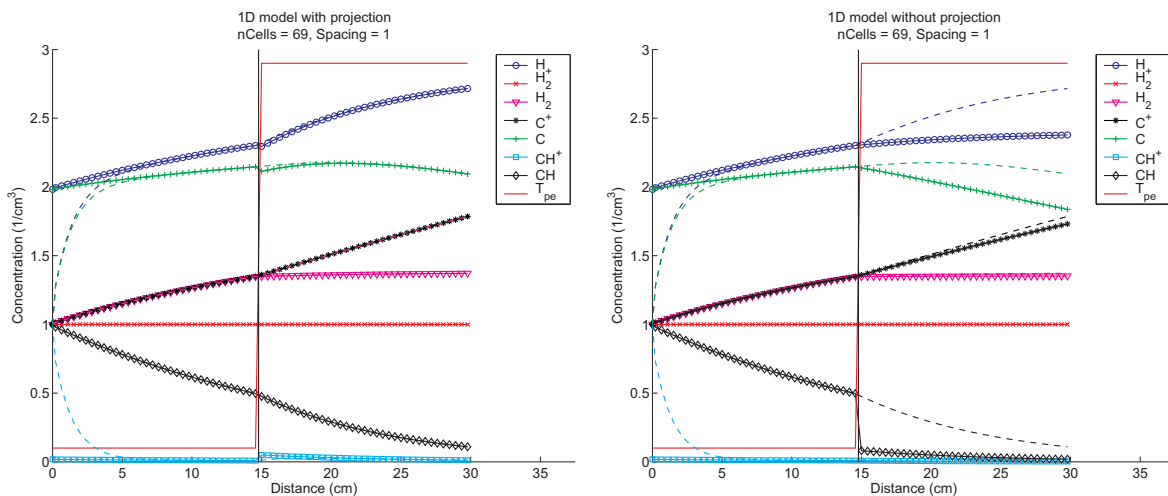 1D model with projection
nCells = 69, Spacing = 1
Concentration (1/cm³)
3
2.5
2
1.5
1
0.5
0
0 5 10 15 20 25 30 35
Distance (cm)
H₊
H₂
H₂
C⁺
C
CH⁺
CH
Tₚₑ
1D model without projection
nCells = 69, Spacing = 1
Concentration (1/cm³)
3
2.5
2
1.5
1
0.5
0
0 5 10 15 20 25 30 35
Distance (cm)
H₊
H₂
H₂
C⁺
C
CH⁺
CH
Tₚₑ